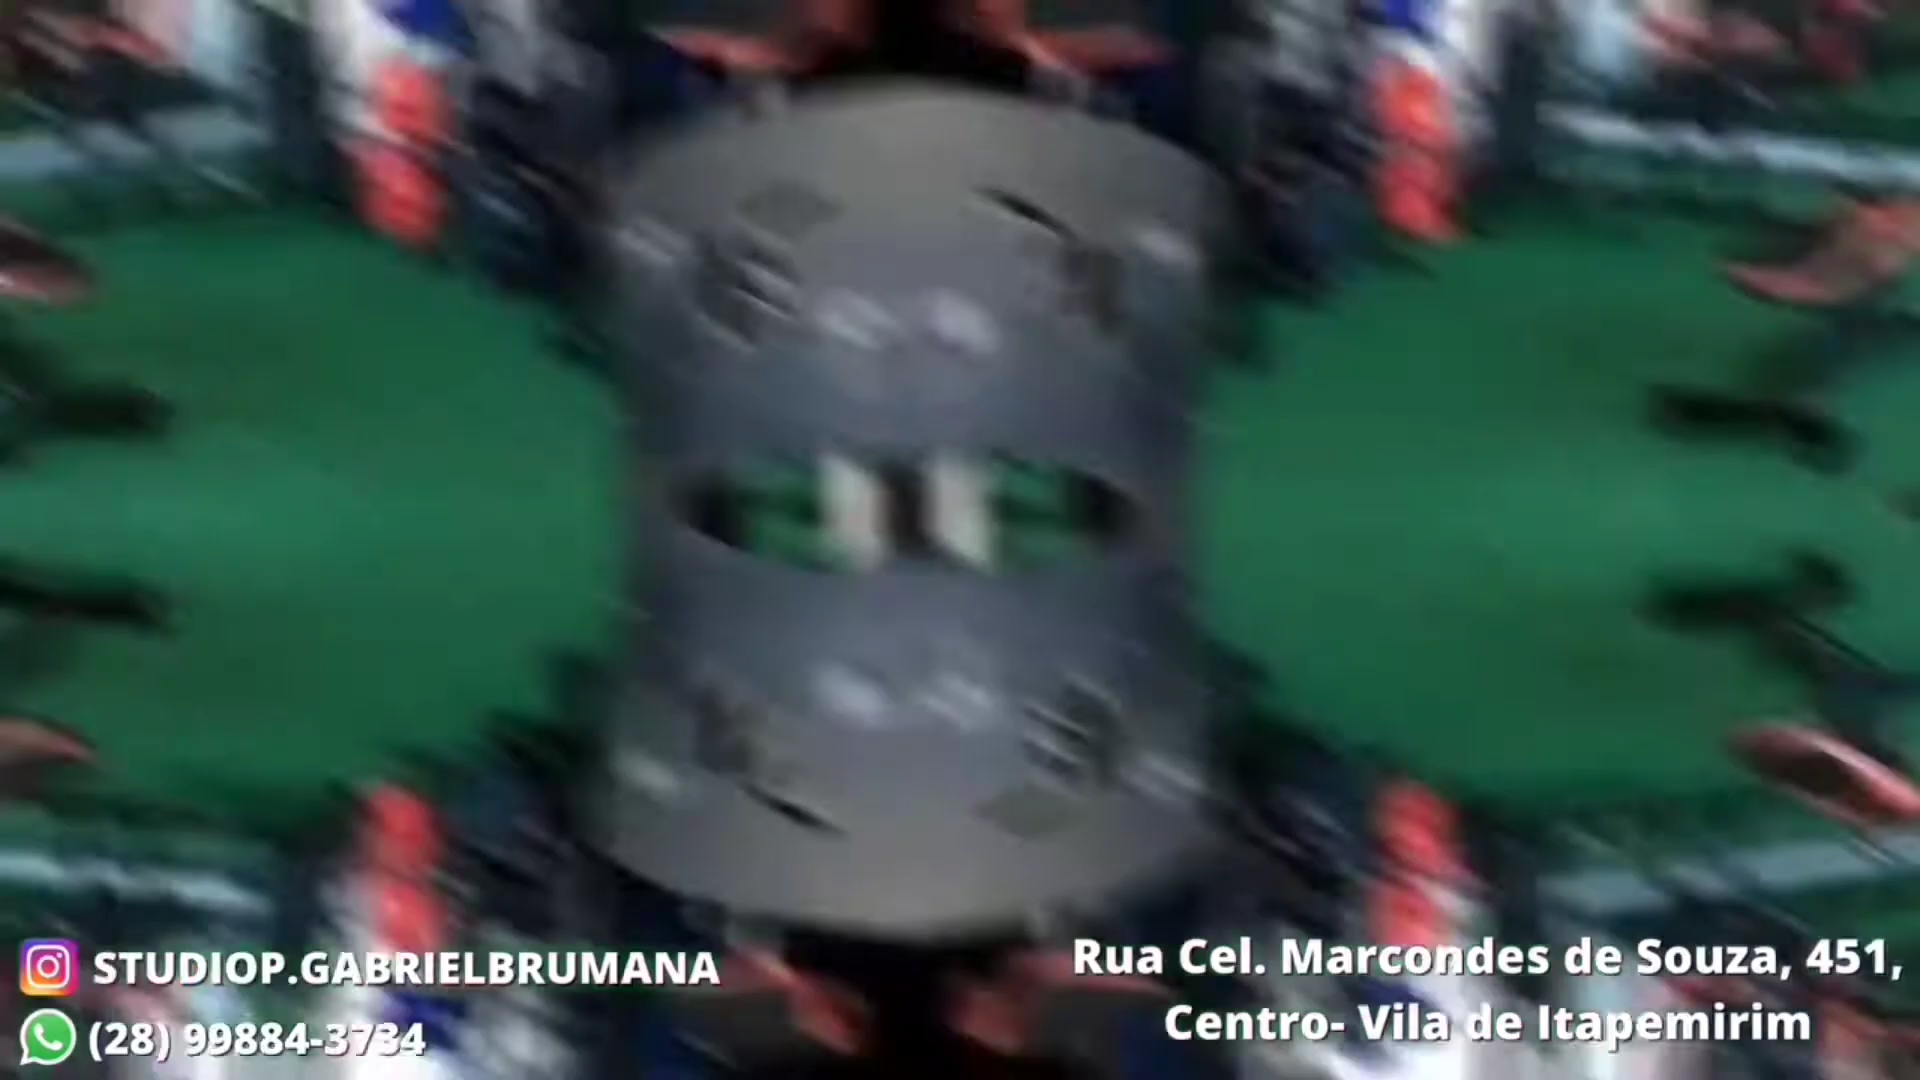 STUDIOP.GABRIELBRUMANA
(28) 99884-3734
Rua Cel. Marcondes de Souza, 451,
Centro- Vila de Itapemirim